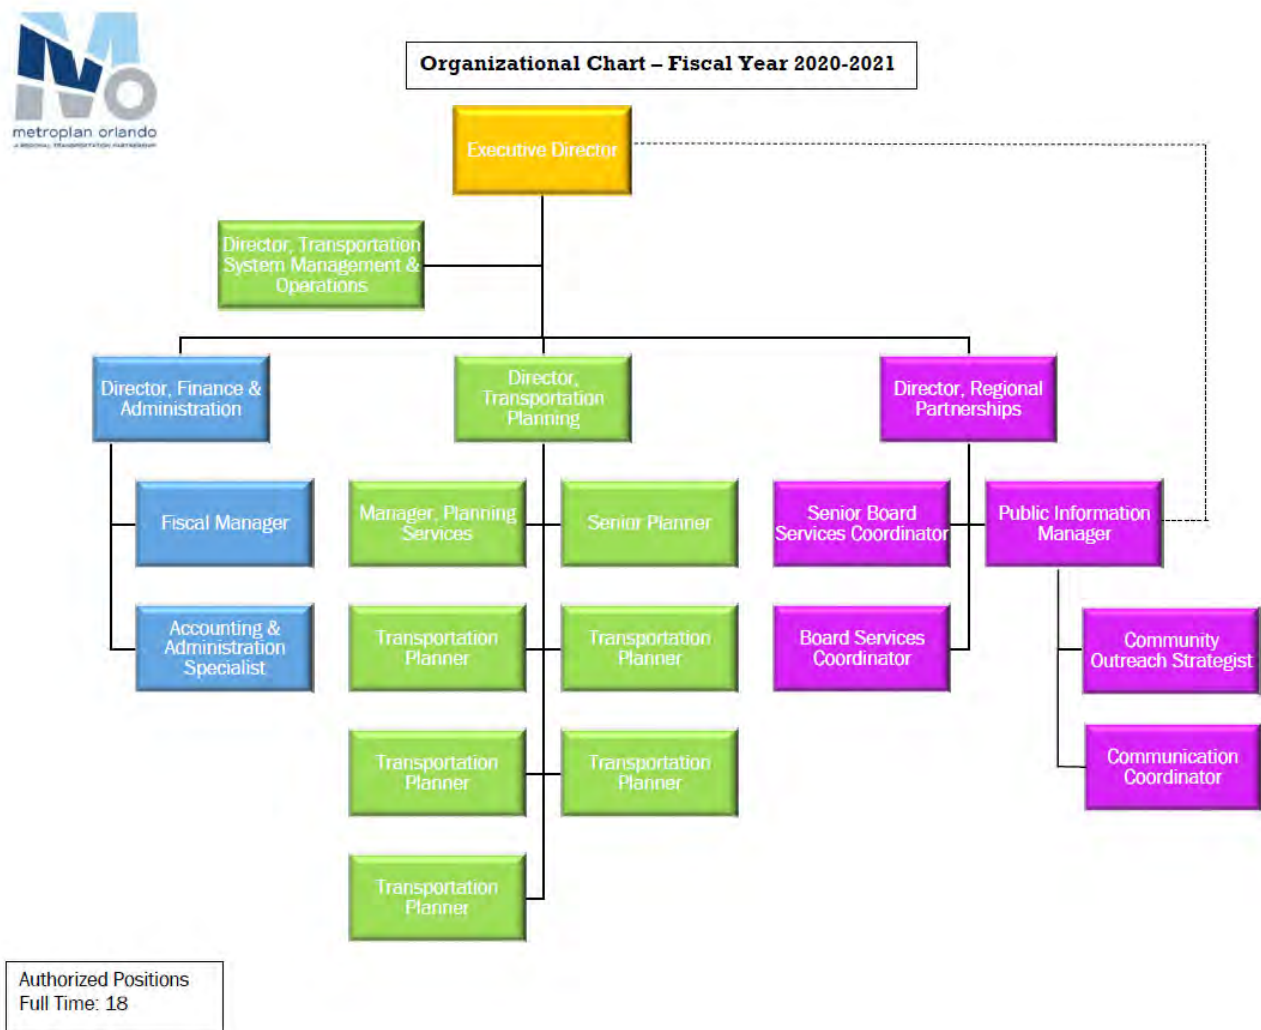 metroplan orlando
A REGIONAL TRANSPORTATION PARTNERSHIP
Organizational Chart – Fiscal Year 2020-2021
Executive Director
Director, Transportation
System Management &
Operations
Director, Finance &
Administration
Director,
Transportation
Planning
Director, Regional
Partnerships
Fiscal Manager
Manager, Planning
Services
Senior Planner
Senior Board
Services Coordinator
Public Information
Manager
Accounting &
Administration
Specialist
Transportation
Planner
Transportation
Planner
Board Services
Coordinator
Community
Outreach Strategist
Transportation
Planner
Transportation
Planner
Communication
Coordinator
Transportation
Planner
Authorized Positions
Full Time: 18